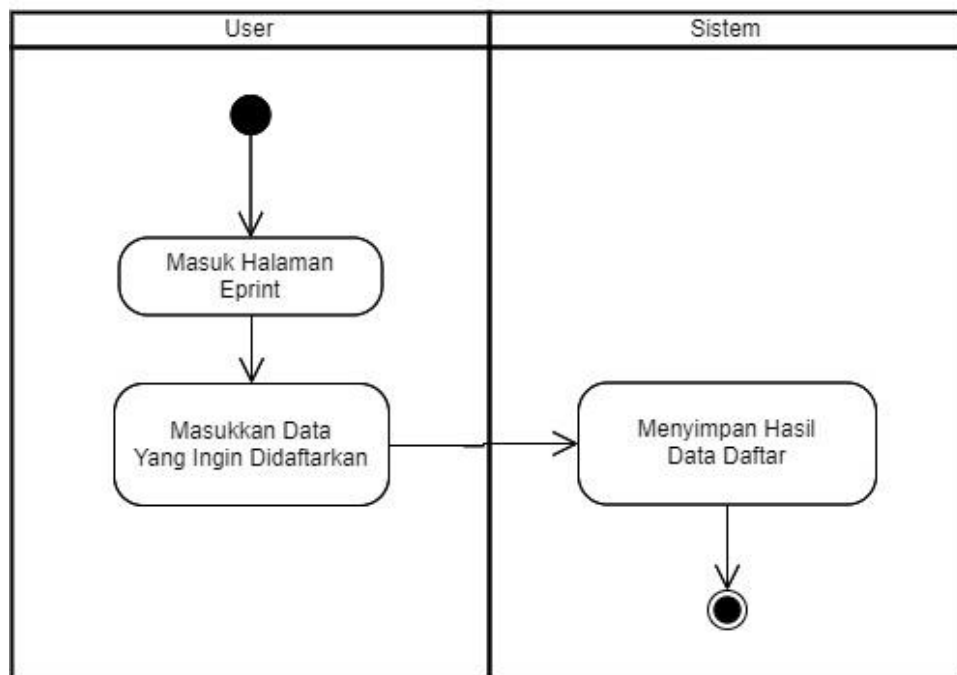 User
Sistem
Masuk Halaman
Eprint
Masukkan Data
Yang Ingin Didaftarkan
Menyimpan Hasil
Data Daftar